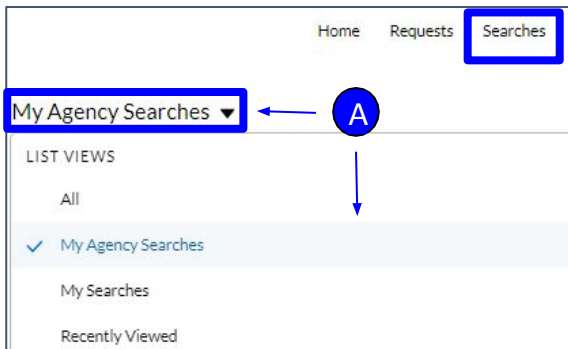 Home Requests Searches
My Agency Searches
A
LIST VIEWS
All
My Agency Searches
My Searches
Recently Viewed